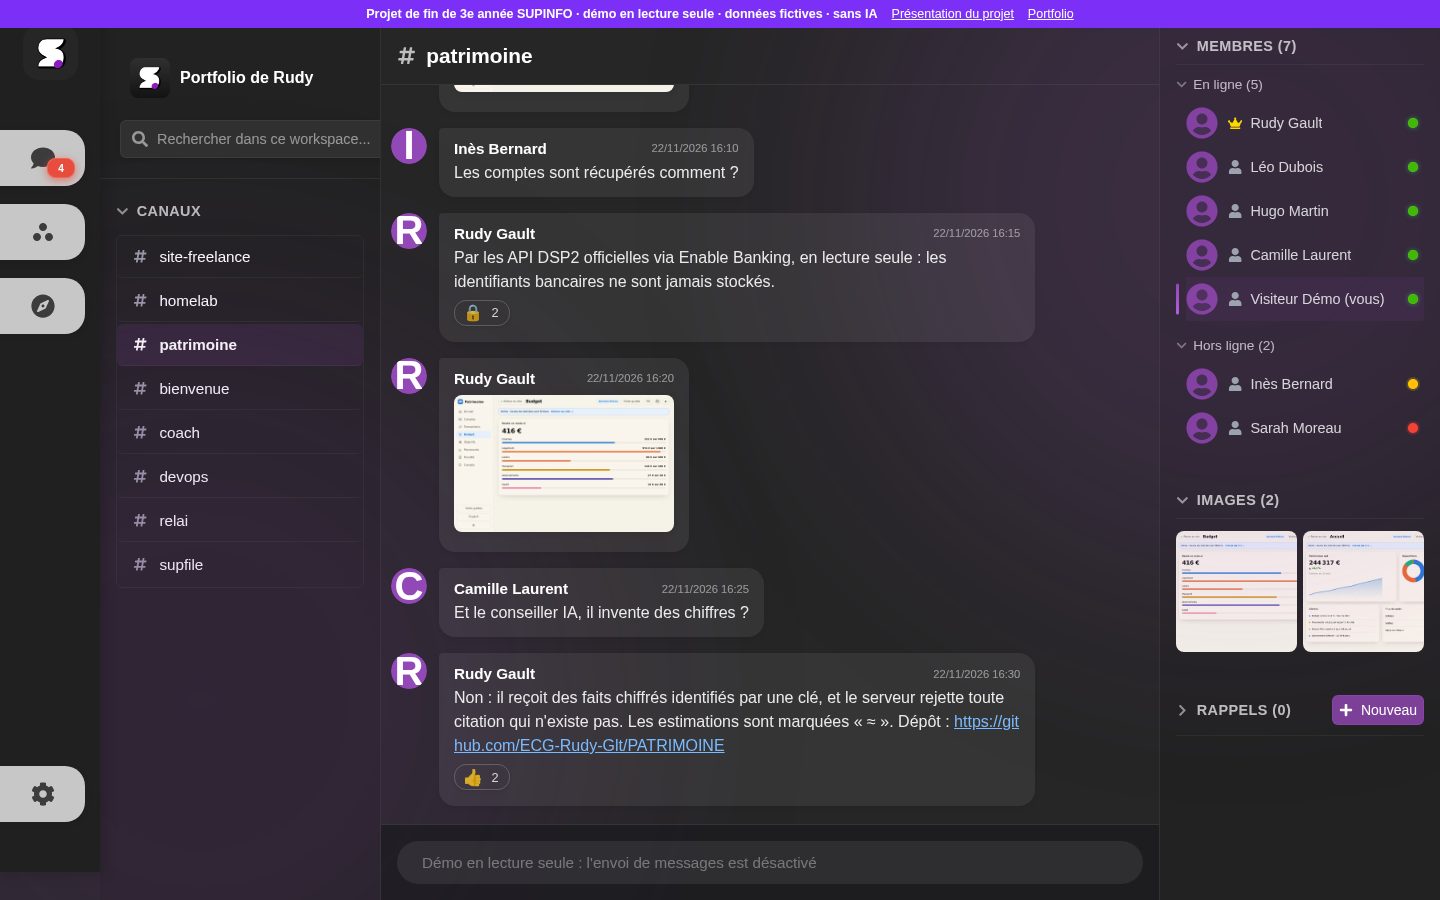 Projet de fin de 3e année SUPINFO · démo en lecture seule · données fictives · sans IA Présentation du projet Portfolio
4
Portfolio de Rudy
Rechercher dans ce workspace...
CANAUX
# site-freelance
# homelab
# patrimoine
# bienvenue
# coach
# devops
# relai
# supfile
# patrimoine
I
Inès Bernard 22/11/2026 16:10
Les comptes sont récupérés comment ?
R
Rudy Gault 22/11/2026 16:15
Par les API DSP2 officielles via Enable Banking, en lecture seule : les
identifiants bancaires ne sont jamais stockés.
🔒 2
R
Rudy Gault 22/11/2026 16:20
Patrimoine
Budget
416 €
C
Camille Laurent 22/11/2026 16:25
Et le conseiller IA, il invente des chiffres ?
R
Rudy Gault 22/11/2026 16:30
Non : il reçoit des faits chiffrés identifiés par une clé, et le serveur rejette toute
citation qui n'existe pas. Les estimations sont marquées « ≈ ». Dépôt : https://git
hub.com/ECG-Rudy-Glt/PATRIMOINE
👍 2
Démo en lecture seule : l'envoi de messages est désactivé
MEMBRES (7)
En ligne (5)
Rudy Gault
Léo Dubois
Hugo Martin
Camille Laurent
Visiteur Démo (vous)
Hors ligne (2)
Inès Bernard
Sarah Moreau
IMAGES (2)
Budget
416 €
Accueil
244 317 €
RAPPELS (0)
Nouveau